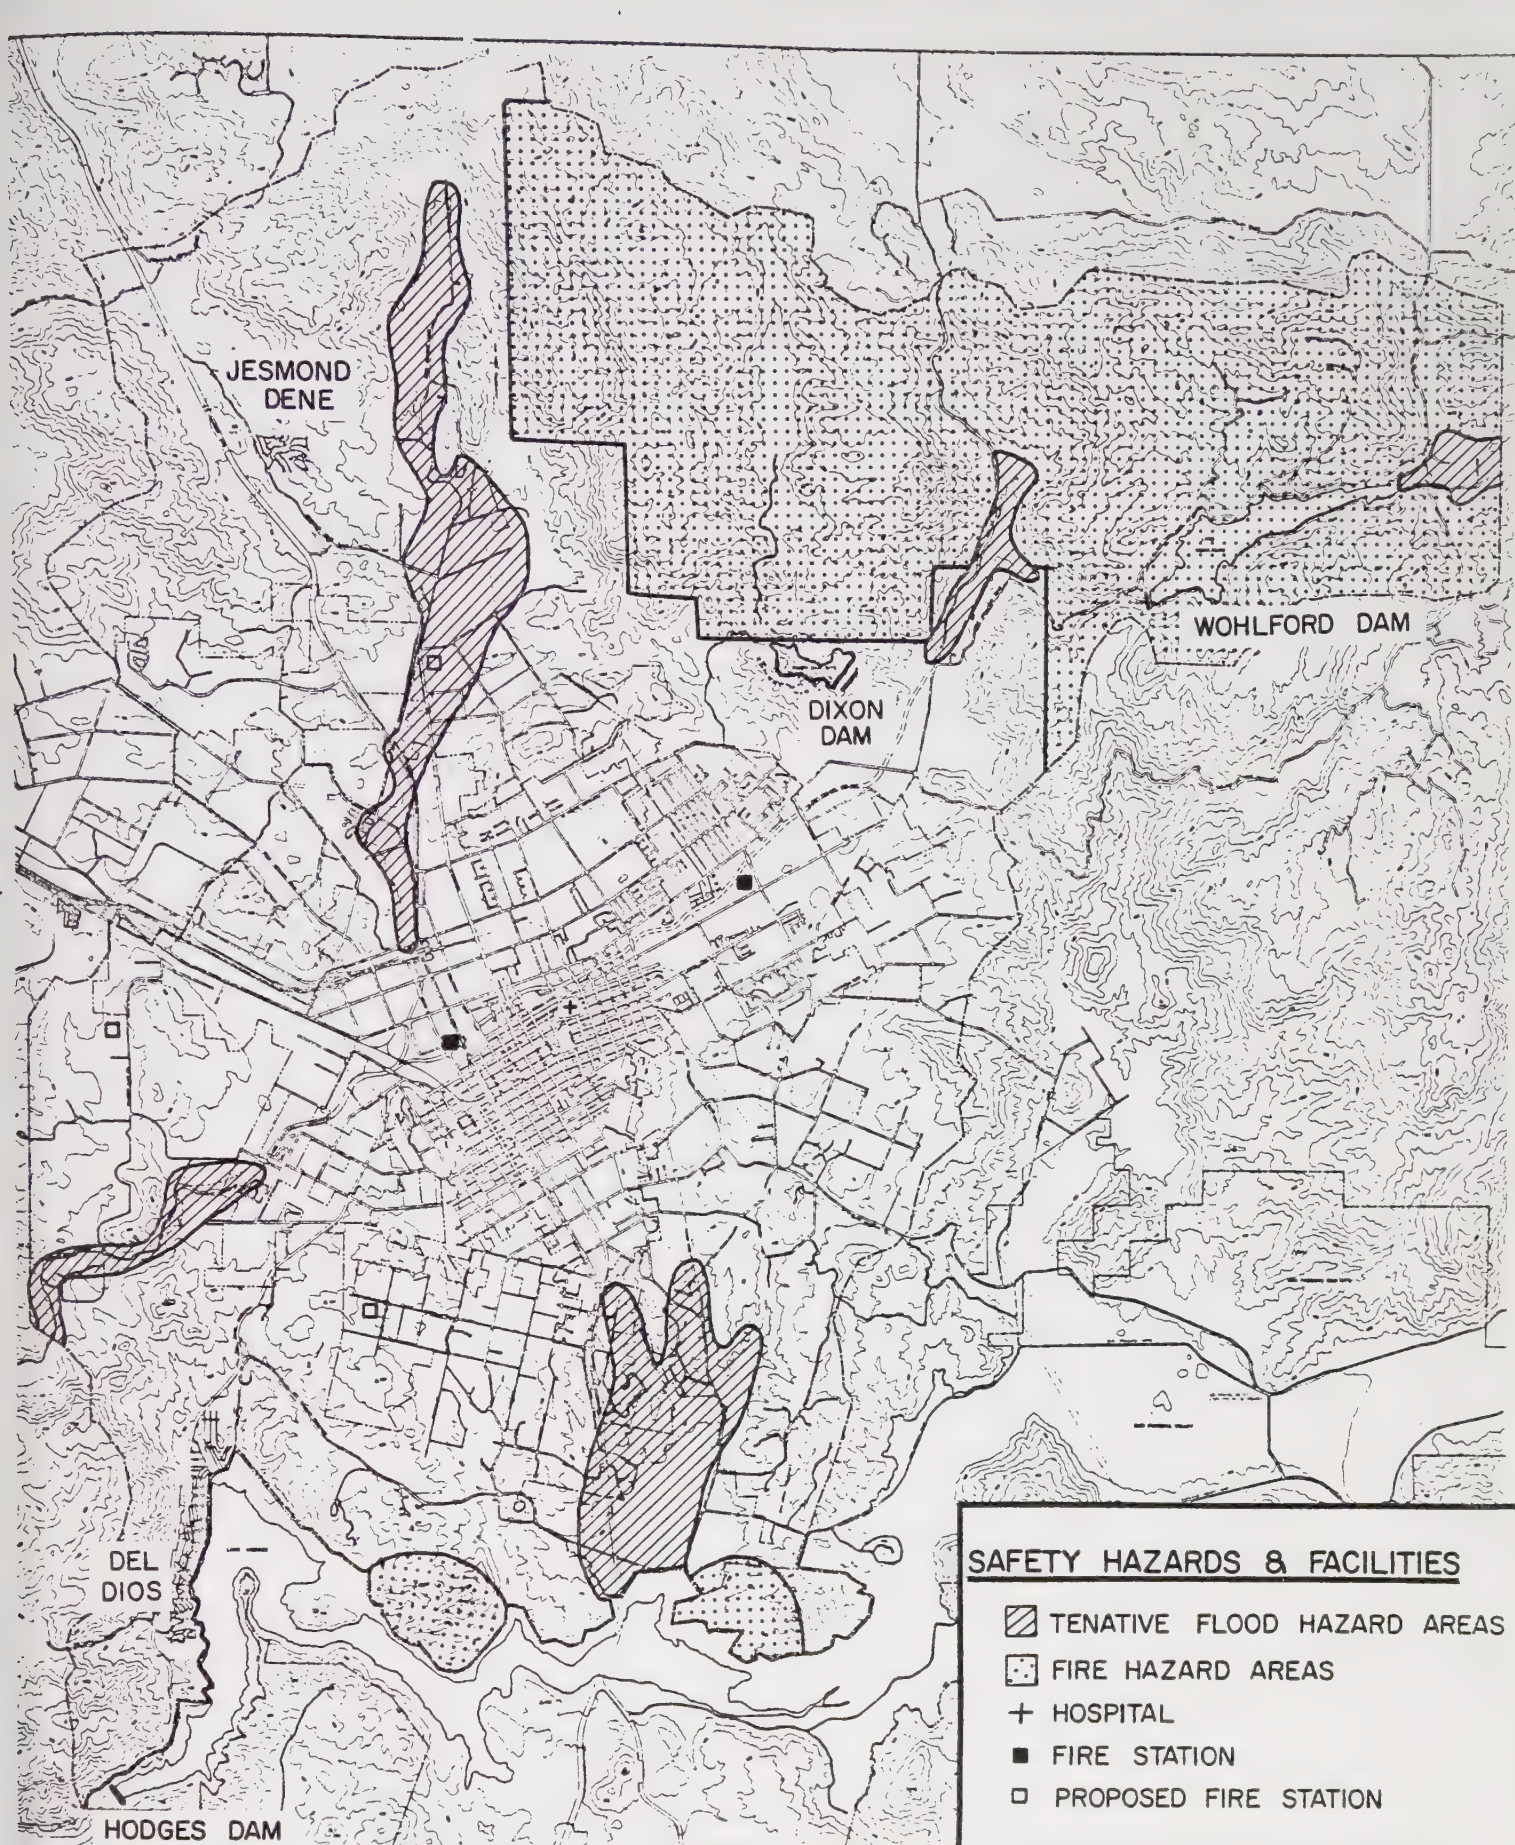 JESMOND
DENE
WOHLFORD DAM
DIXON
DAM
DEL
DIOS
HODGES DAM
SAFETY HAZARDS & FACILITIES
TENATIVE FLOOD HAZARD AREAS
FIRE HAZARD AREAS
HOSPITAL
FIRE STATION
PROPOSED FIRE STATION